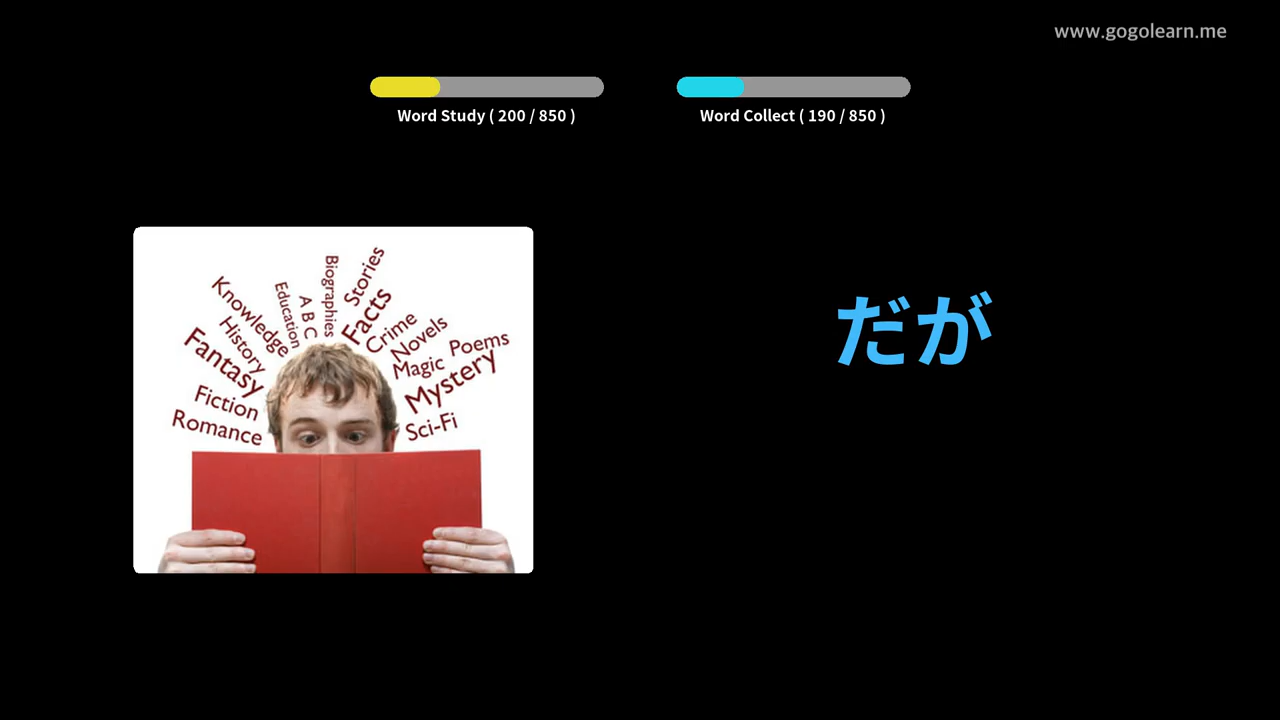 www.gogolearn.me
Word Study ( 200 / 850 )
Word Collect ( 190 / 850 )
だが
Knowledge
History
Fantasy
Fiction
Romance
Education
A B C
Biographies
Stories
Facts
Crime
Novels
Magic
Poems
Mystery
Sci-Fi